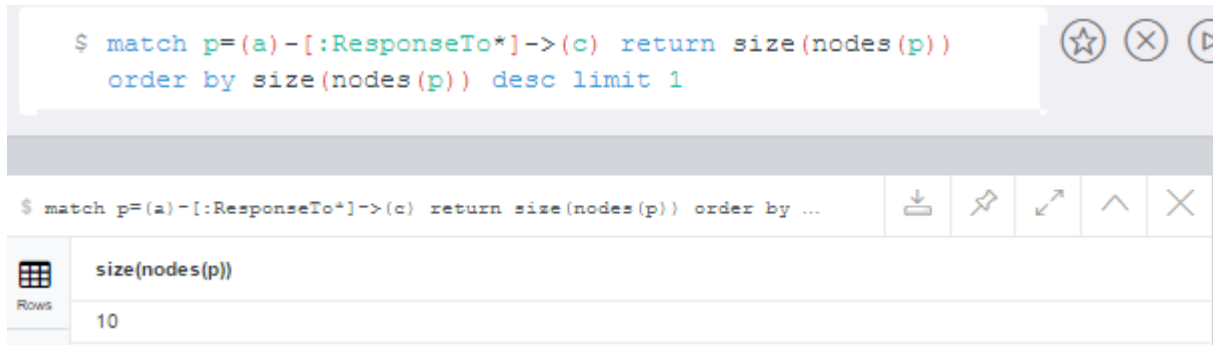 $ match p=(a)-[:ResponseTo*]->(c) return size(nodes(p))
order by size(nodes(p)) desc limit 1
$ match p=(a)-[:ResponseTo*]->(c) return size(nodes(p)) order by ...
size(nodes(p))
Rows
10